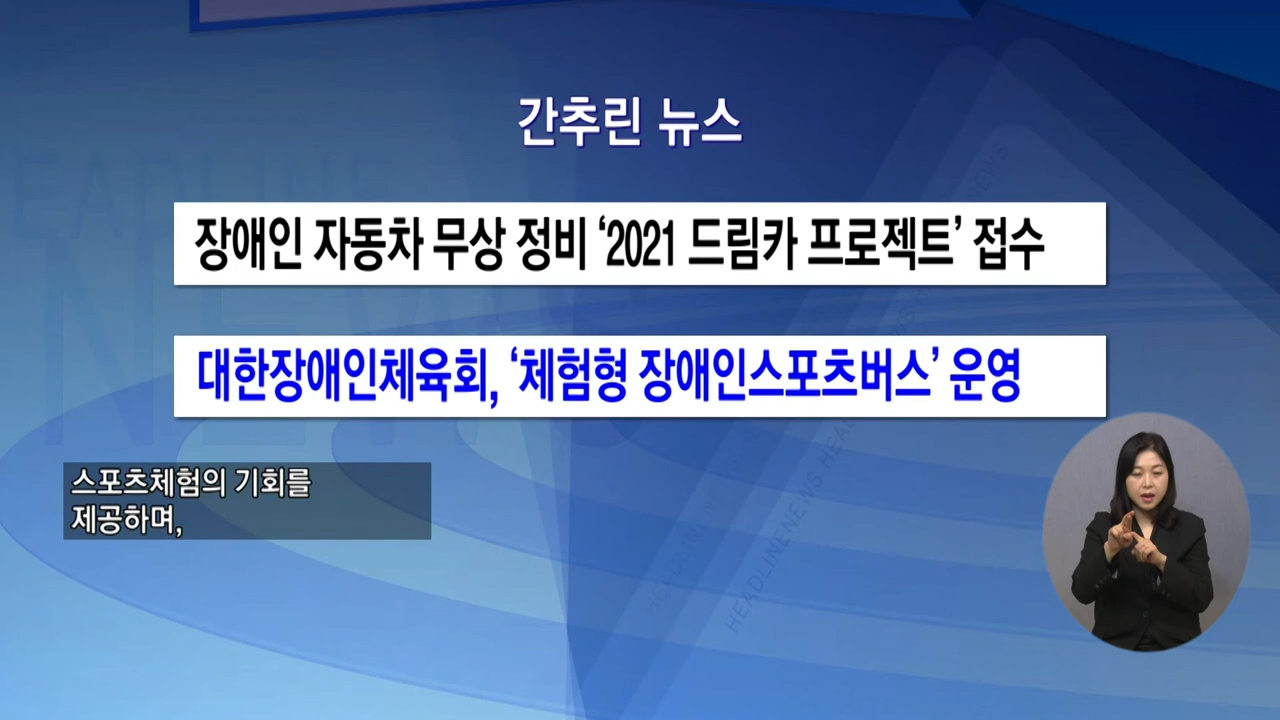 간추린 뉴스
장애인 자동차 무상 정비 ‘2021 드림카 프로젝트’ 접수
대한장애인체육회, ‘체험형 장애인스포츠버스’ 운영
스포츠체험의 기회를
제공하며,
HEADLINENEWS HEADLINENEWS